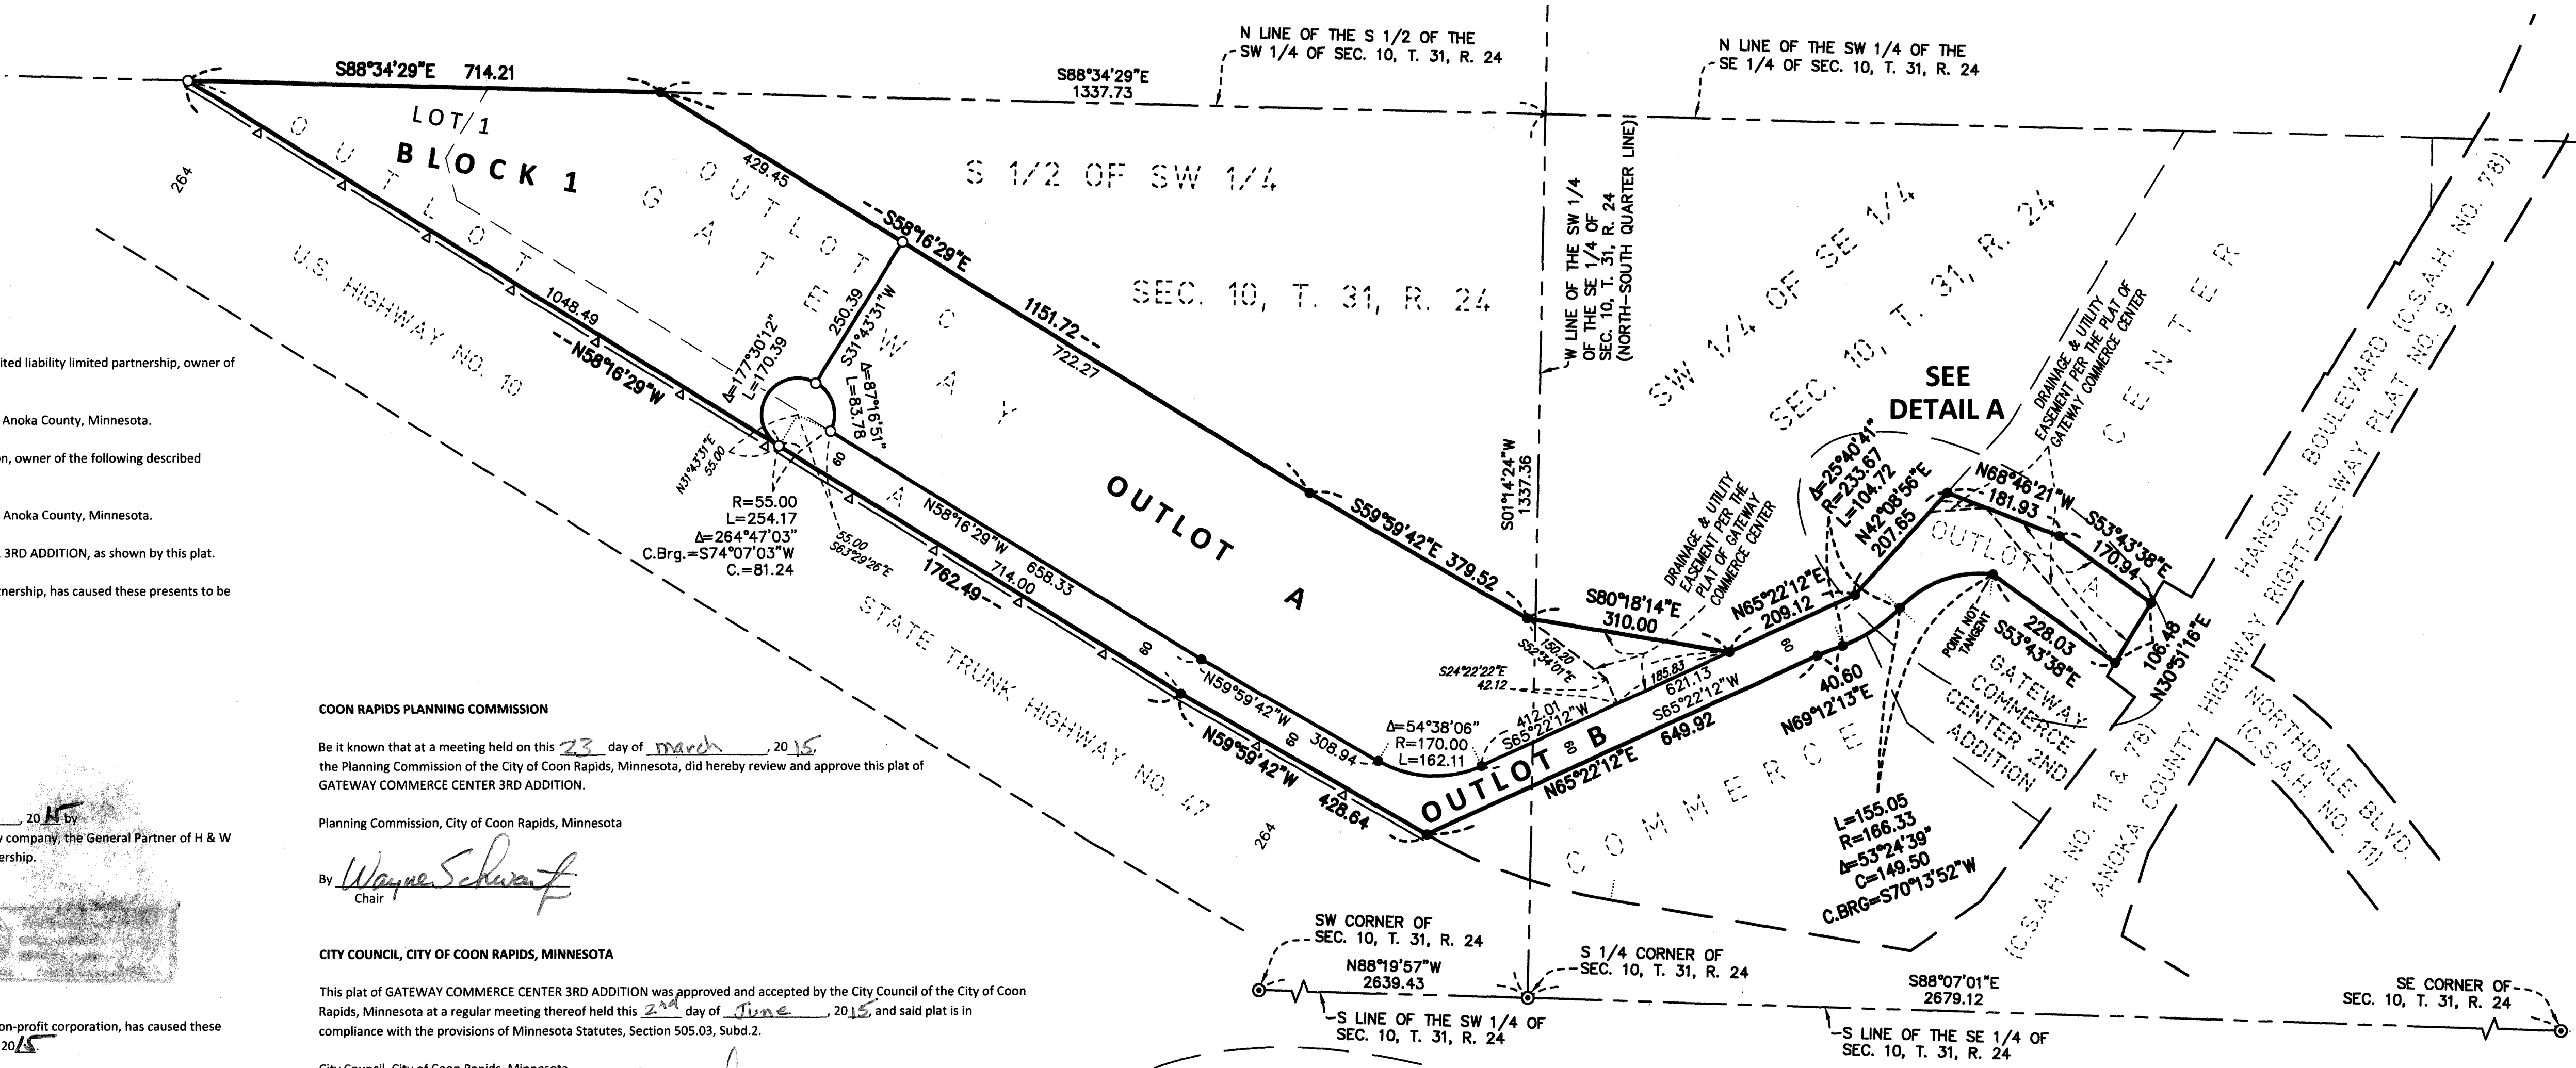 N LINE OF THE S 1/2 OF THE
SW 1/4 OF SEC. 10, T. 31, R. 24
N LINE OF THE SW 1/4 OF THE
SE 1/4 OF SEC. 10, T. 31, R. 24
S88°34'29"E 714.21
S88°34'29"E
1337.73
LOT 1
BLOCK 1
OUTLOT A
264
429.45
OUTLOT C
GATEWAY
S 1/2 OF SW 1/4
SEC. 10, T. 31, R. 24
W LINE OF THE SW 1/4
OF THE SE 1/4 OF
SEC. 10, T. 31, R. 24
(NORTH-SOUTH QUARTER LINE)
SW 1/4 OF SE 1/4
SEC. 10, T. 31, R. 24
CENTER
HANSON BOULEVARD (C.S.A.H. NO. 78)
U.S. HIGHWAY NO. 10
1048.49
N58°16'29"W
S58°16'29"E
250.39
S31°43'31"W
1151.72
722.27
Δ=177°30'12"
L=170.39
Δ=87°16'51"
L=83.78
N31°43'31"E
55.00
60
R=55.00
L=254.17
Δ=264°47'03"
C.Brg.=S74°07'03"W
C.=81.24
55.00
S63°29'26"E
N58°16'29"W 658.33
1762.49
714.00
OUTLOT A
S01°14'24"W
1337.36
S59°59'42"E 379.52
STATE TRUNK HIGHWAY NO. 47
60
N59°59'42"W
308.94
N59°59'42"W
428.64
60
264
Δ=54°38'06"
R=170.00
L=162.11
S80°18'14"E
310.00
DRAINAGE & UTILITY
EASEMENT PER THE
PLAT OF GATEWAY
COMMERCE CENTER
150.20
S52°34'01"E
S24°22'22"E
42.12
185.83
621.13
412.01
S65°22'12"W
S65°22'12"W
OUTLOT B
60
N65°22'12"E 649.92
N65°22'12"E
209.12
60
SEE
DETAIL A
Δ=25°40'41"
R=233.67
L=104.72
N42°08'56"E
207.65
DRAINAGE & UTILITY
EASEMENT PER THE PLAT OF
GATEWAY COMMERCE CENTER
N68°46'21"W
181.93
OUTLOT A
S53°43'38"E
170.94
POINT NOT
TANGENT
228.03
S53°43'38"E
106.48
N30°51'16"E
40.60
N69°12'13"E
COMMERCE
GATEWAY
COMMERCE
CENTER 2ND
ADDITION
L=155.05
R=166.33
Δ=53°24'39"
C=149.50
C.BRG=S70°13'52"W
(C.S.A.H. NO. 11 & 78)
ANOKA COUNTY HIGHWAY RIGHT-OF-WAY PLAT NO. 9
NORTHDALE BLVD.
(C.S.A.H. NO. 11)
SW CORNER OF
SEC. 10, T. 31, R. 24
N88°19'57"W
2639.43
S LINE OF THE SW 1/4 OF
SEC. 10, T. 31, R. 24
S 1/4 CORNER OF
SEC. 10, T. 31, R. 24
S88°07'01"E
2679.12
S LINE OF THE SE 1/4 OF
SEC. 10, T. 31, R. 24
SE CORNER OF
SEC. 10, T. 31, R. 24
ited liability limited partnership, owner of
Anoka County, Minnesota.
n, owner of the following described
Anoka County, Minnesota.
3RD ADDITION, as shown by this plat.
nership, has caused these presents to be
, 2015 by
y company, the General Partner of H & W
ership.
on-profit corporation, has caused these
2015.
COON RAPIDS PLANNING COMMISSION
Be it known that at a meeting held on this 23 day of march, 2015,
the Planning Commission of the City of Coon Rapids, Minnesota, did hereby review and approve this plat of
GATEWAY COMMERCE CENTER 3RD ADDITION.
Planning Commission, City of Coon Rapids, Minnesota
By Wayne Schwartz
Chair
CITY COUNCIL, CITY OF COON RAPIDS, MINNESOTA
This plat of GATEWAY COMMERCE CENTER 3RD ADDITION was approved and accepted by the City Council of the City of Coon
Rapids, Minnesota at a regular meeting thereof held this 2nd day of June, 2015, and said plat is in
compliance with the provisions of Minnesota Statutes, Section 505.03, Subd.2.
City Council, City of Coon Rapids, Minnesota